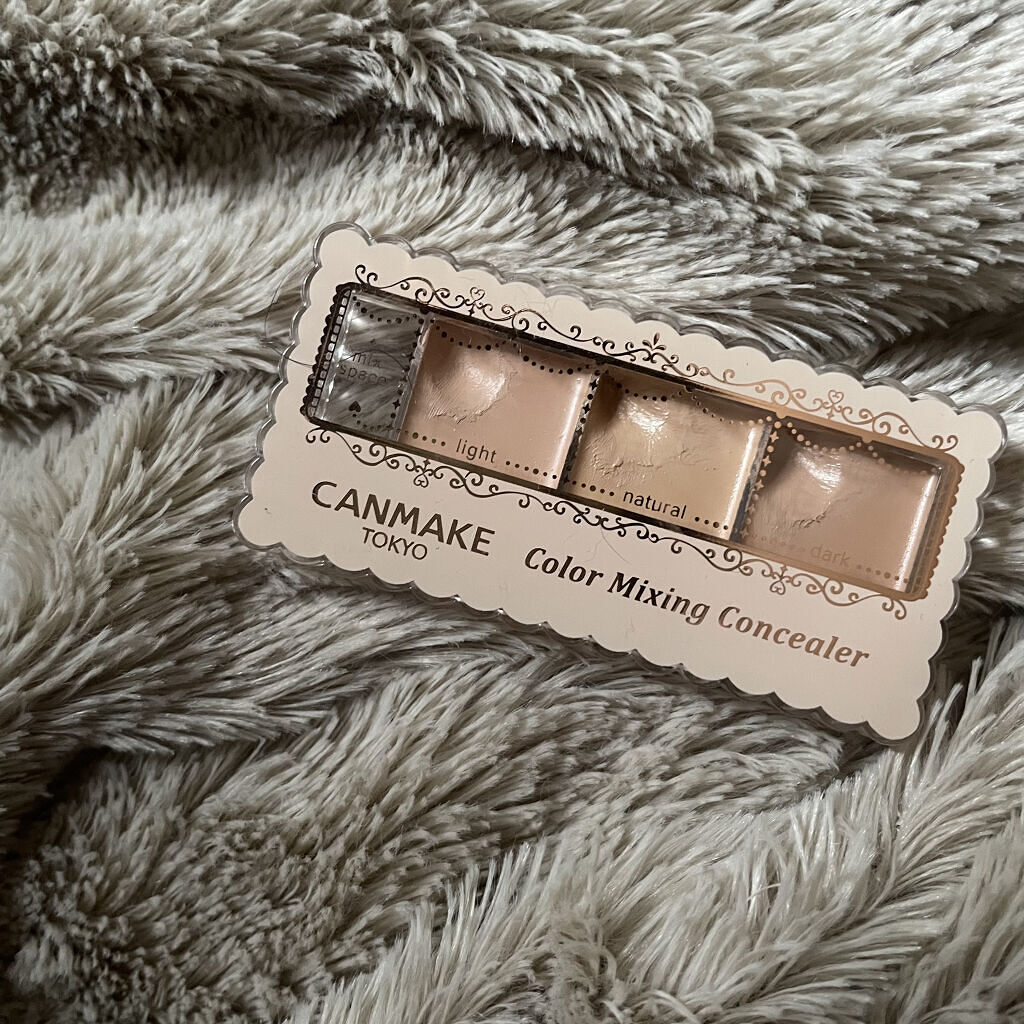 mix
space
light
natural
dark
CANMAKE
TOKYO
Color Mixing Concealer